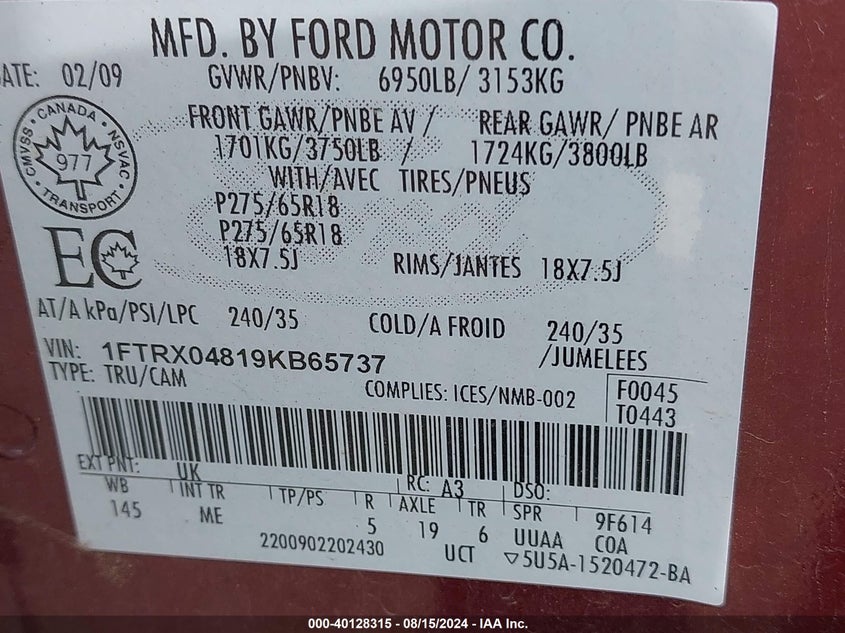 MFD. BY FORD MOTOR CO.
ATE: 02/09 GVWR/PNBV: 6950LB/ 3153KG
FRONT GAWR/PNBE AV / REAR GAWR/ PNBE AR
1701KG/3750LB / 1724KG/3800LB
WITH/AVEC TIRES/PNEUS
P275/65R18
P275/65R18
18X7.5J RIMS/JANTES 18X7.5J
CANADA
CMVSS NSVAC
977
TRANSPORT
EC
AT/A kPa/PSI/LPC 240/35 COLD/A FROID 240/35
VIN: 1FTRX04819KB65737 /JUMELEES
TYPE: TRU/CAM COMPLIES: ICES/NMB-002 F0045
T0443
EXT PNT: UK RC: A3 DSO:
WB INT TR TP/PS R AXLE TR SPR 9F614
145 ME 5 19 6 UUAA COA
2200902202430 UCT 5U5A-1520472-BA
000-40128315 - 08/15/2024 - IAA Inc.